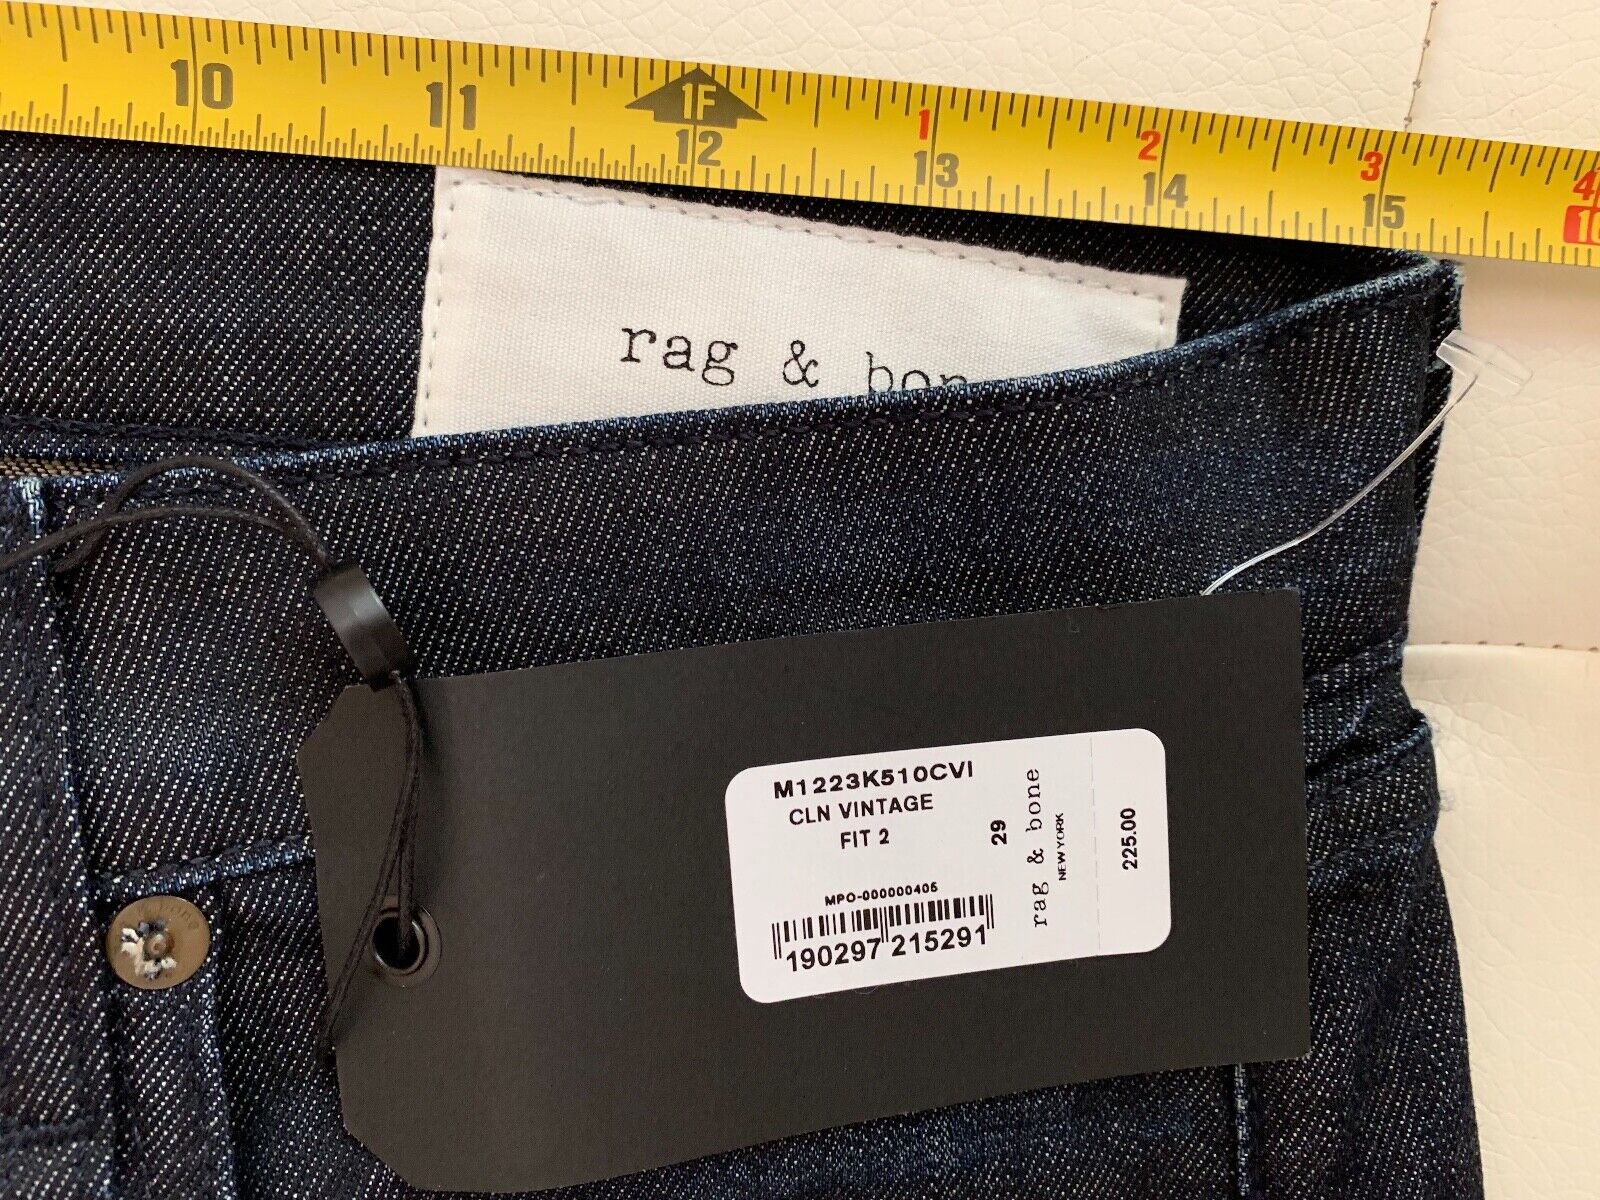 10 11 1F 12 1 13 2 14 3 15 4
rag & bone
M1223K510CVI
CLN VINTAGE
FIT 2
29
MPO-000000405
190297 215291
rag & bone
NEW YORK
225.00